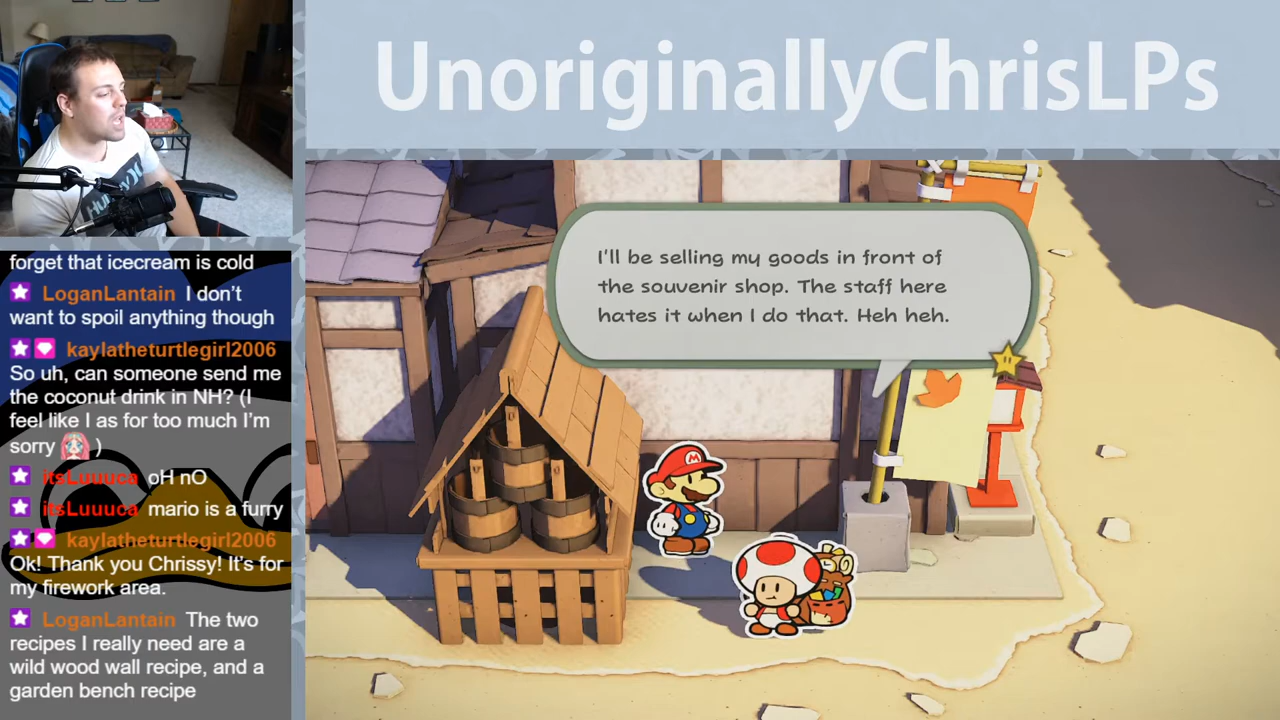 UnoriginallyChrisLPs
I'll be selling my goods in front of
the souvenir shop. The staff here
hates it when I do that. Heh heh.
forget that icecream is cold
LoganLantain I don't
want to spoil anything though
kaylatheturtlegirl2006
So uh, can someone send me
the coconut drink in NH? (I
feel like I as for too much I'm
sorry )
itsLuuuca oH nO
itsLuuuca mario is a furry
kaylatheturtlegirl2006
Ok! Thank you Chrissy! It's for
my firework area.
LoganLantain The two
recipes I really need are a
wild wood wall recipe, and a
garden bench recipe
M